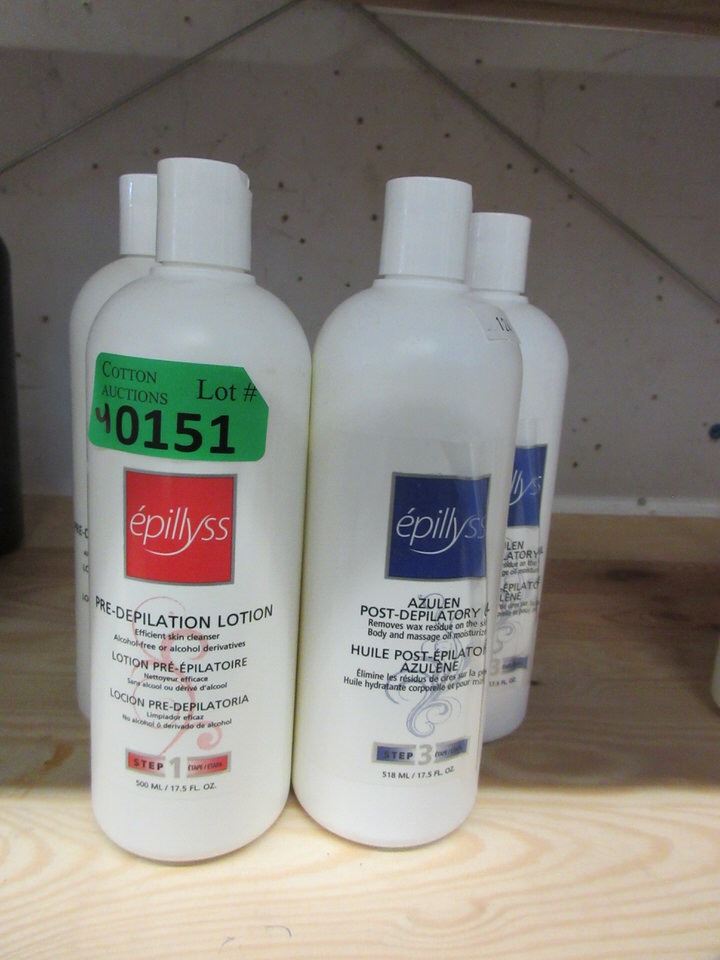 COTTON
AUCTIONS
Lot #
40151
épillyss
PRE-DEPILATION LOTION
Efficient skin cleanser
Alcohol-free or alcohol derivatives
LOTION PRÉ-ÉPILATOIRE
Nettoyeur efficace
Sans alcool ou dérivé d'alcool
LOCION PRE-DEPILATORIA
Limpiador eficaz
No alcohol ó derivado de alcohol
STEP 1 ÉTAPE/ETAPA
500 ML / 17.5 FL. OZ.
épillyss
AZULEN
POST-DEPILATORY
Removes wax residue on the
Body and massage oil
HUILE POST-ÉPILATOI
AZULÈNE
Élimine les résidus de cires sur la
Huile hydratante corporelle et pour
STEP 3
518 ML / 17.5 FL. OZ.